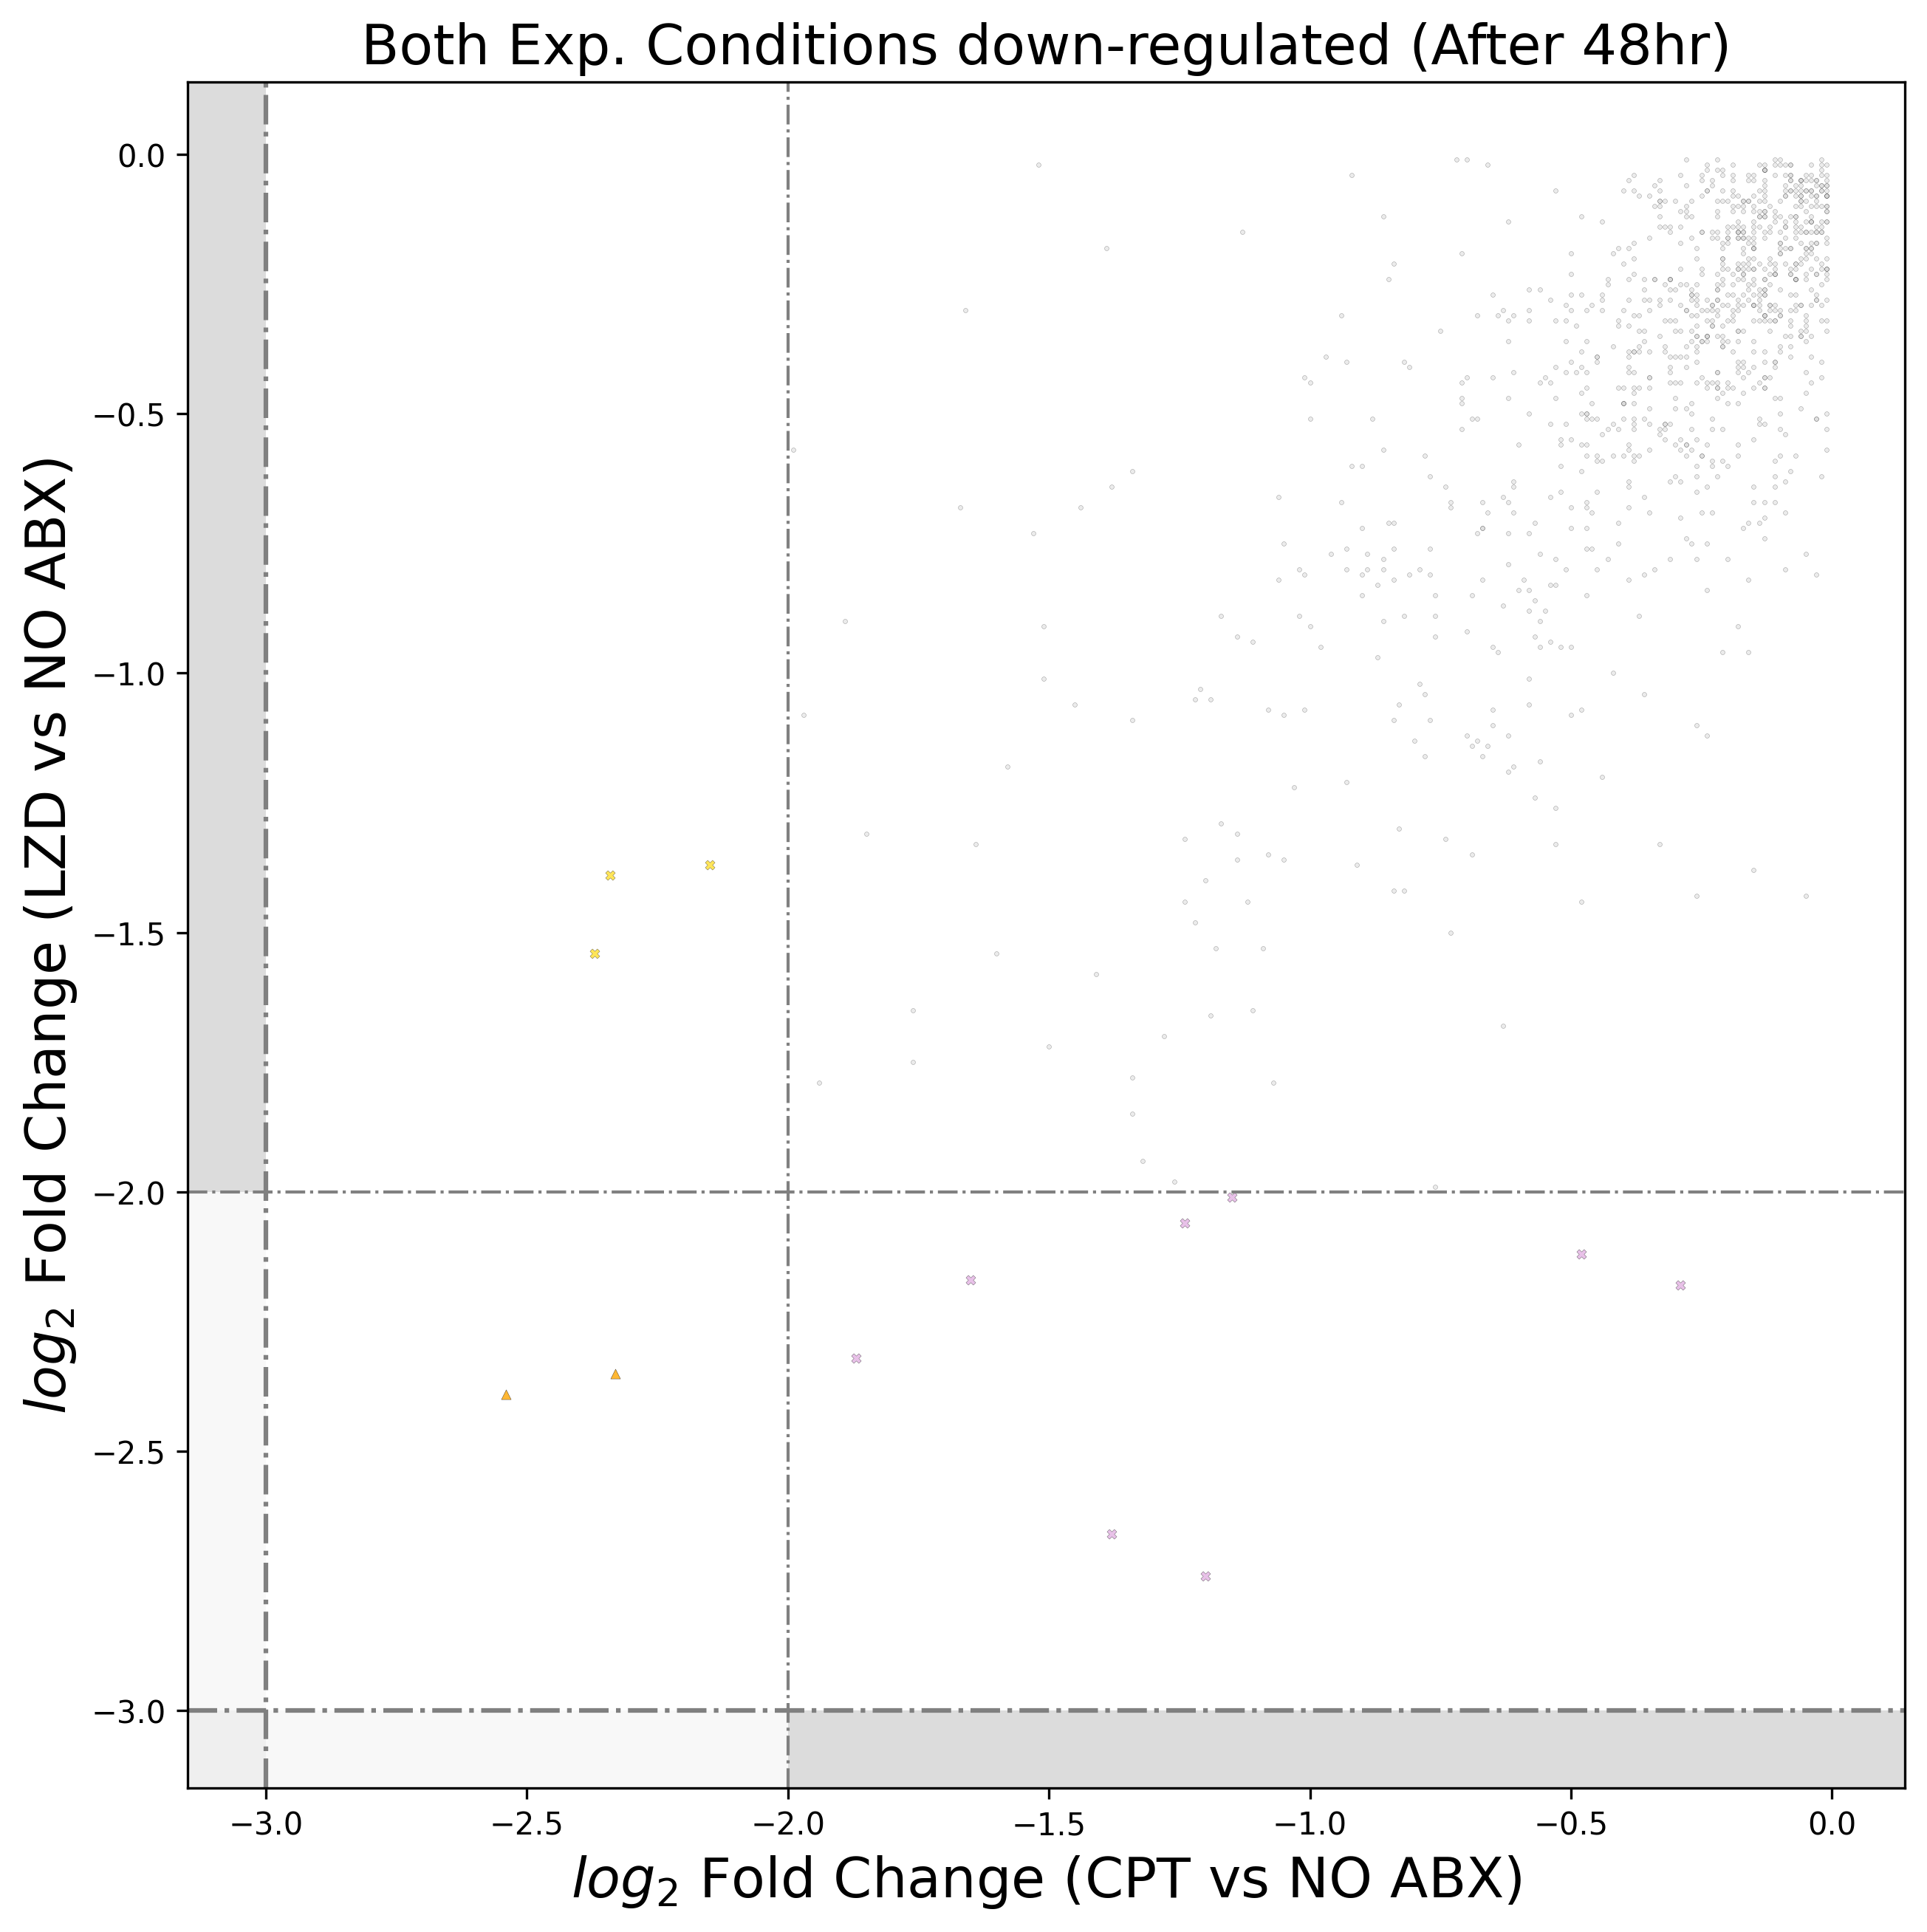 Both Exp. Conditions down-regulated (After 48hr)
log2 Fold Change (LZD vs NO ABX)
0.0
−0.5
−1.0
−1.5
−2.0
−2.5
−3.0
−3.0 −2.5 −2.0 −1.5 −1.0 −0.5 0.0
log2 Fold Change (CPT vs NO ABX)